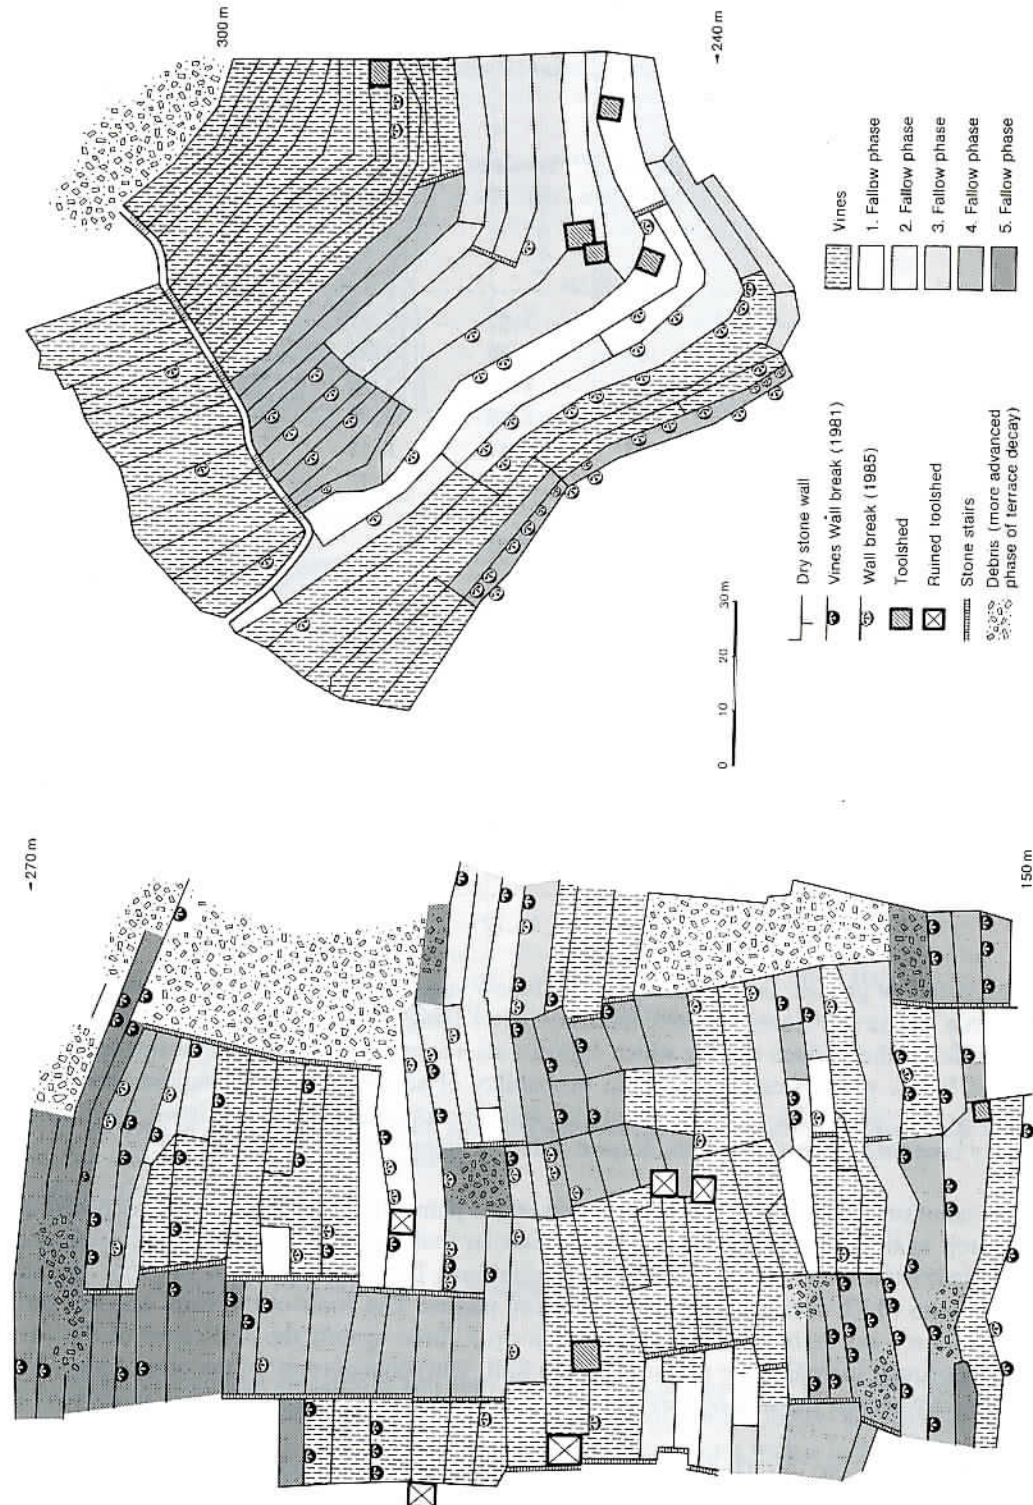 300 m
→240 m
Vines
1. Fallow phase
2. Fallow phase
3. Fallow phase
4. Fallow phase
5. Fallow phase
Dry stone wall
Vines Wall break (1981)
Wall break (1985)
Toolshed
Ruined toolshed
Stone stairs
Debris (more advanced
phase of terrace decay)
0 10 20 30 m
→270 m
150 m